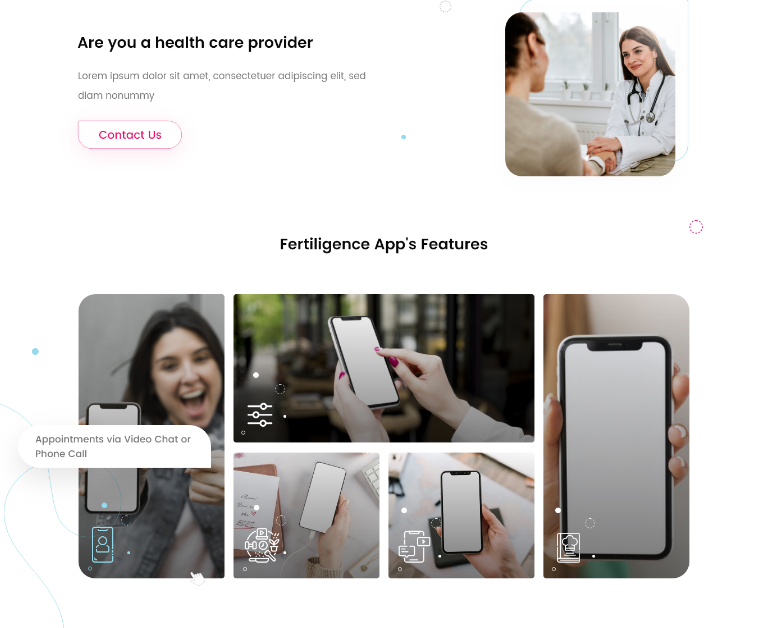 Are you a health care provider
Lorem ipsum dolor sit amet, consectetuer adipiscing elit, sed
diam nonummy
Contact Us
Fertiligence App's Features
Appointments via Video Chat or
Phone Call